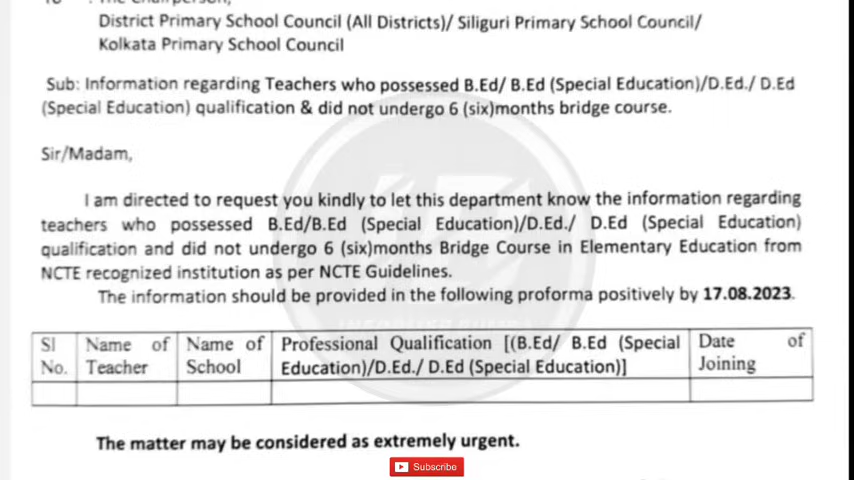 To : The Chairperson,
District Primary School Council (All Districts)/ Siliguri Primary School Council/
Kolkata Primary School Council
Sub: Information regarding Teachers who possessed B.Ed/ B.Ed (Special Education)/D.Ed./ D.Ed
(Special Education) qualification & did not undergo 6 (six)months bridge course.
Sir/Madam,
I am directed to request you kindly to let this department know the information regarding
teachers who possessed B.Ed/B.Ed (Special Education)/D.Ed./ D.Ed (Special Education)
qualification and did not undergo 6 (six)months Bridge Course in Elementary Education from
NCTE recognized institution as per NCTE Guidelines.
The information should be provided in the following proforma positively by 17.08.2023.
Sl Name of Name of Professional Qualification [(B.Ed/ B.Ed (Special Date of
No. Teacher School Education)/D.Ed./ D.Ed (Special Education)] Joining
The matter may be considered as extremely urgent.
Subscribe